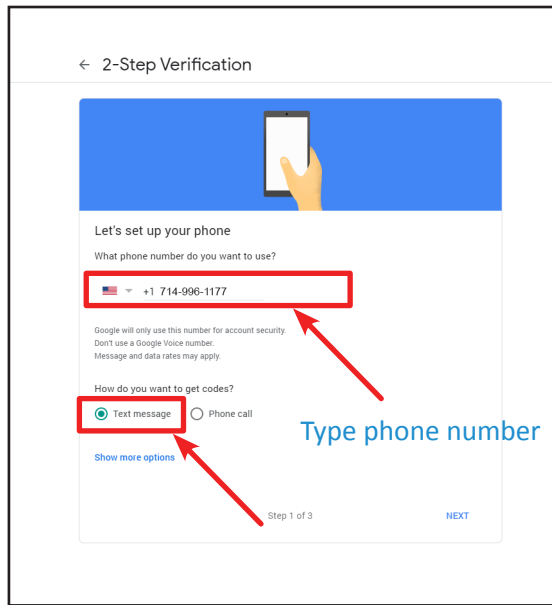 ← 2-Step Verification
Let's set up your phone
What phone number do you want to use?
+1 714-996-1177
Google will only use this number for account security.
Don't use a Google Voice number.
Message and data rates may apply.
How do you want to get codes?
Text message Phone call
Type phone number
Show more options
Step 1 of 3 NEXT